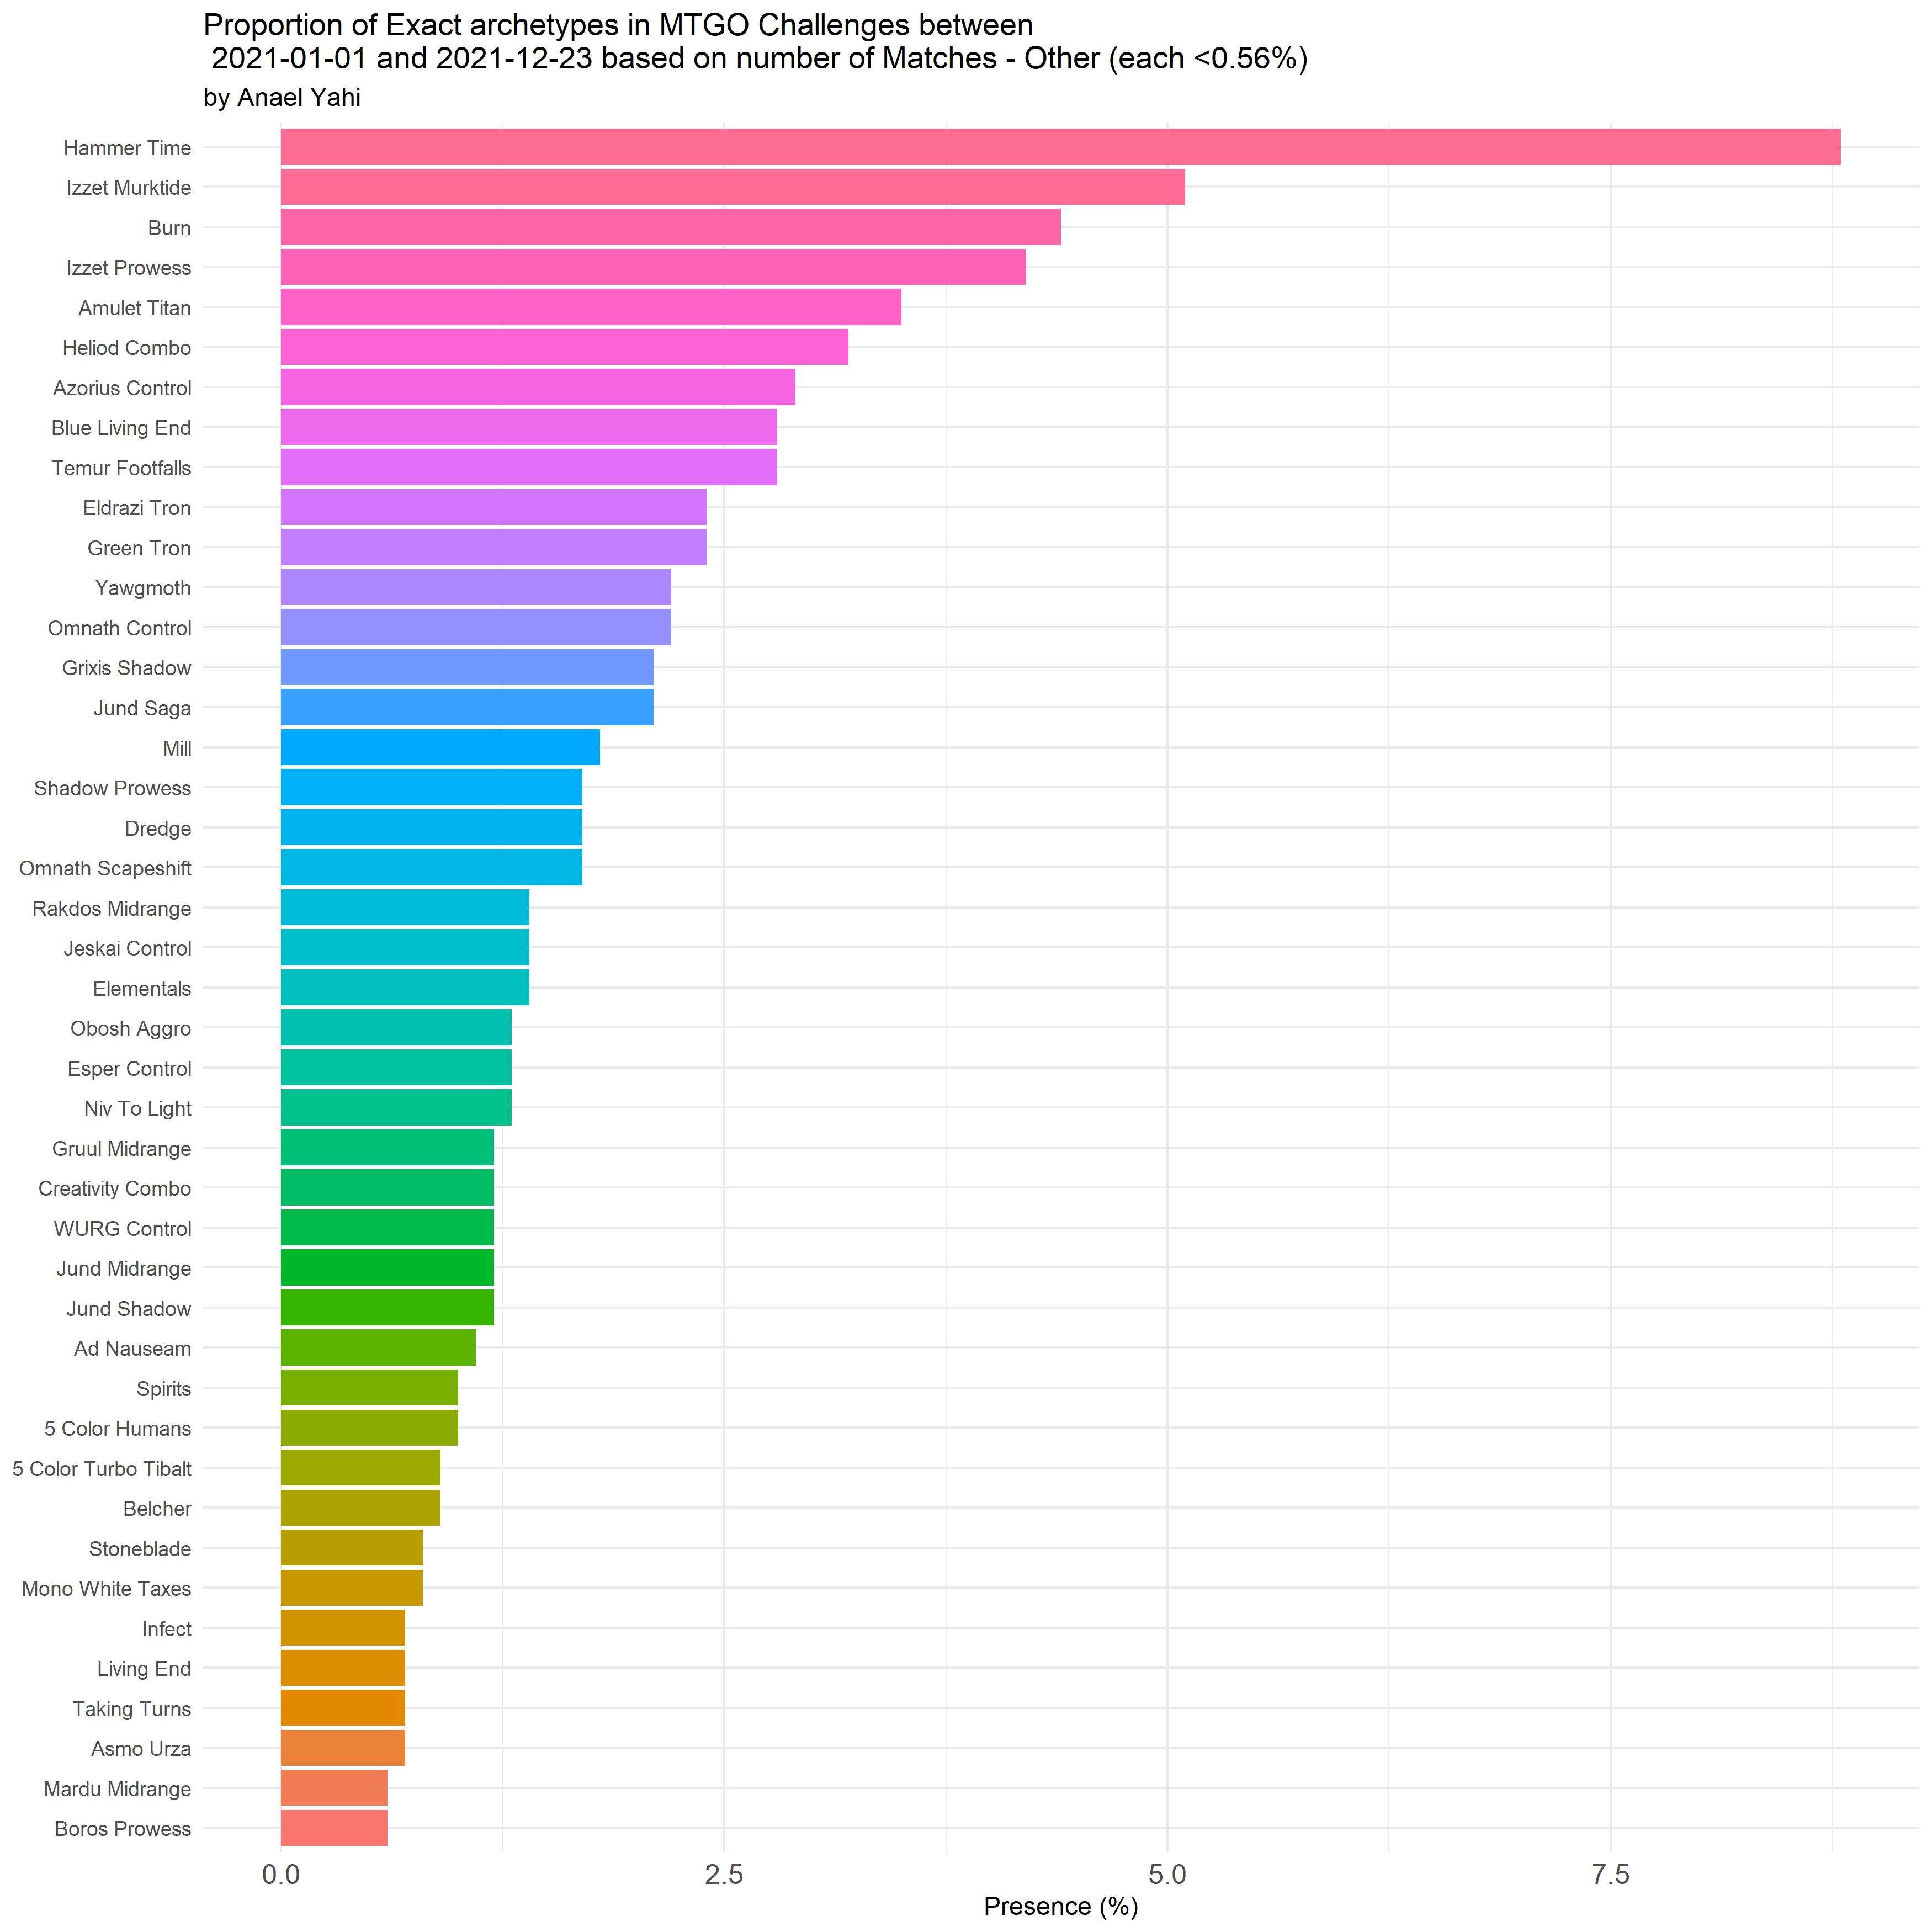 Proportion of Exact archetypes in MTGO Challenges between
2021-01-01 and 2021-12-23 based on number of Matches - Other (each <0.56%)
by Anael Yahi
Hammer Time
Izzet Murktide
Burn
Izzet Prowess
Amulet Titan
Heliod Combo
Azorius Control
Blue Living End
Temur Footfalls
Eldrazi Tron
Green Tron
Yawgmoth
Omnath Control
Grixis Shadow
Jund Saga
Mill
Shadow Prowess
Dredge
Omnath Scapeshift
Rakdos Midrange
Jeskai Control
Elementals
Obosh Aggro
Esper Control
Niv To Light
Gruul Midrange
Creativity Combo
WURG Control
Jund Midrange
Jund Shadow
Ad Nauseam
Spirits
5 Color Humans
5 Color Turbo Tibalt
Belcher
Stoneblade
Mono White Taxes
Infect
Living End
Taking Turns
Asmo Urza
Mardu Midrange
Boros Prowess
0.0 2.5 5.0 7.5
Presence (%)